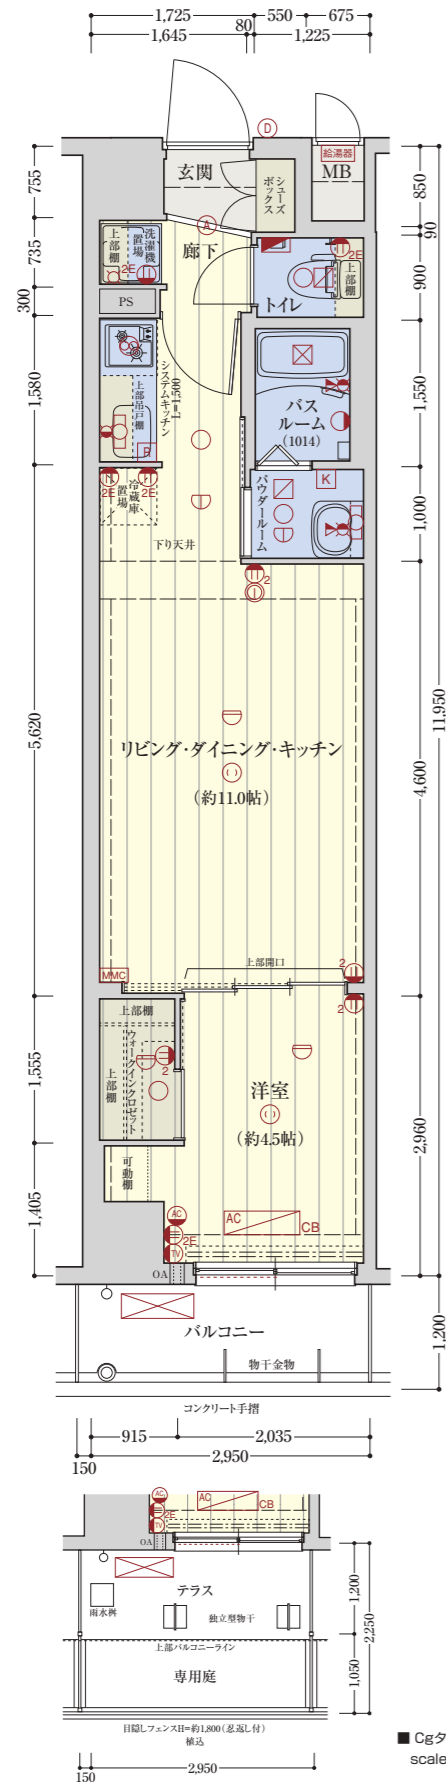 1,725 550 675
1,645 80 1,225
D
給湯器
玄関
シューズボックス
MB
755
850
90
A
上部棚
洗濯機置場
2E
廊下
735
トイレ
2E
上部棚
900
300
PS
システムキッチン
L=1,500
上部吊戸棚
R
1,580
バスルーム
(1014)
1,550
2E
冷蔵庫置場
2E
下り天井
パウダールーム
K
1,000
2
5,620
リビング・ダイニング・キッチン
(約11.0帖)
4,600
11,950
MMC
上部開口
2
2
上部棚
上部棚
ウォークインクロゼット
2
1,555
洋室
(約4.5帖)
2,960
可動棚
1,405
AC
2E
TV
AC
CB
OA
バルコニー
物干金物
1,200
コンクリート手摺
915 2,035
150 2,950
AC
2E
TV
AC
CB
OA
テラス
雨水桝
独立型物干
1,200
2,250
上部バルコニーライン
専用庭
1,050
目隠しフェンスH=約1,800(忍返し付)
植込
150 2,950
■ Cgタ
scale